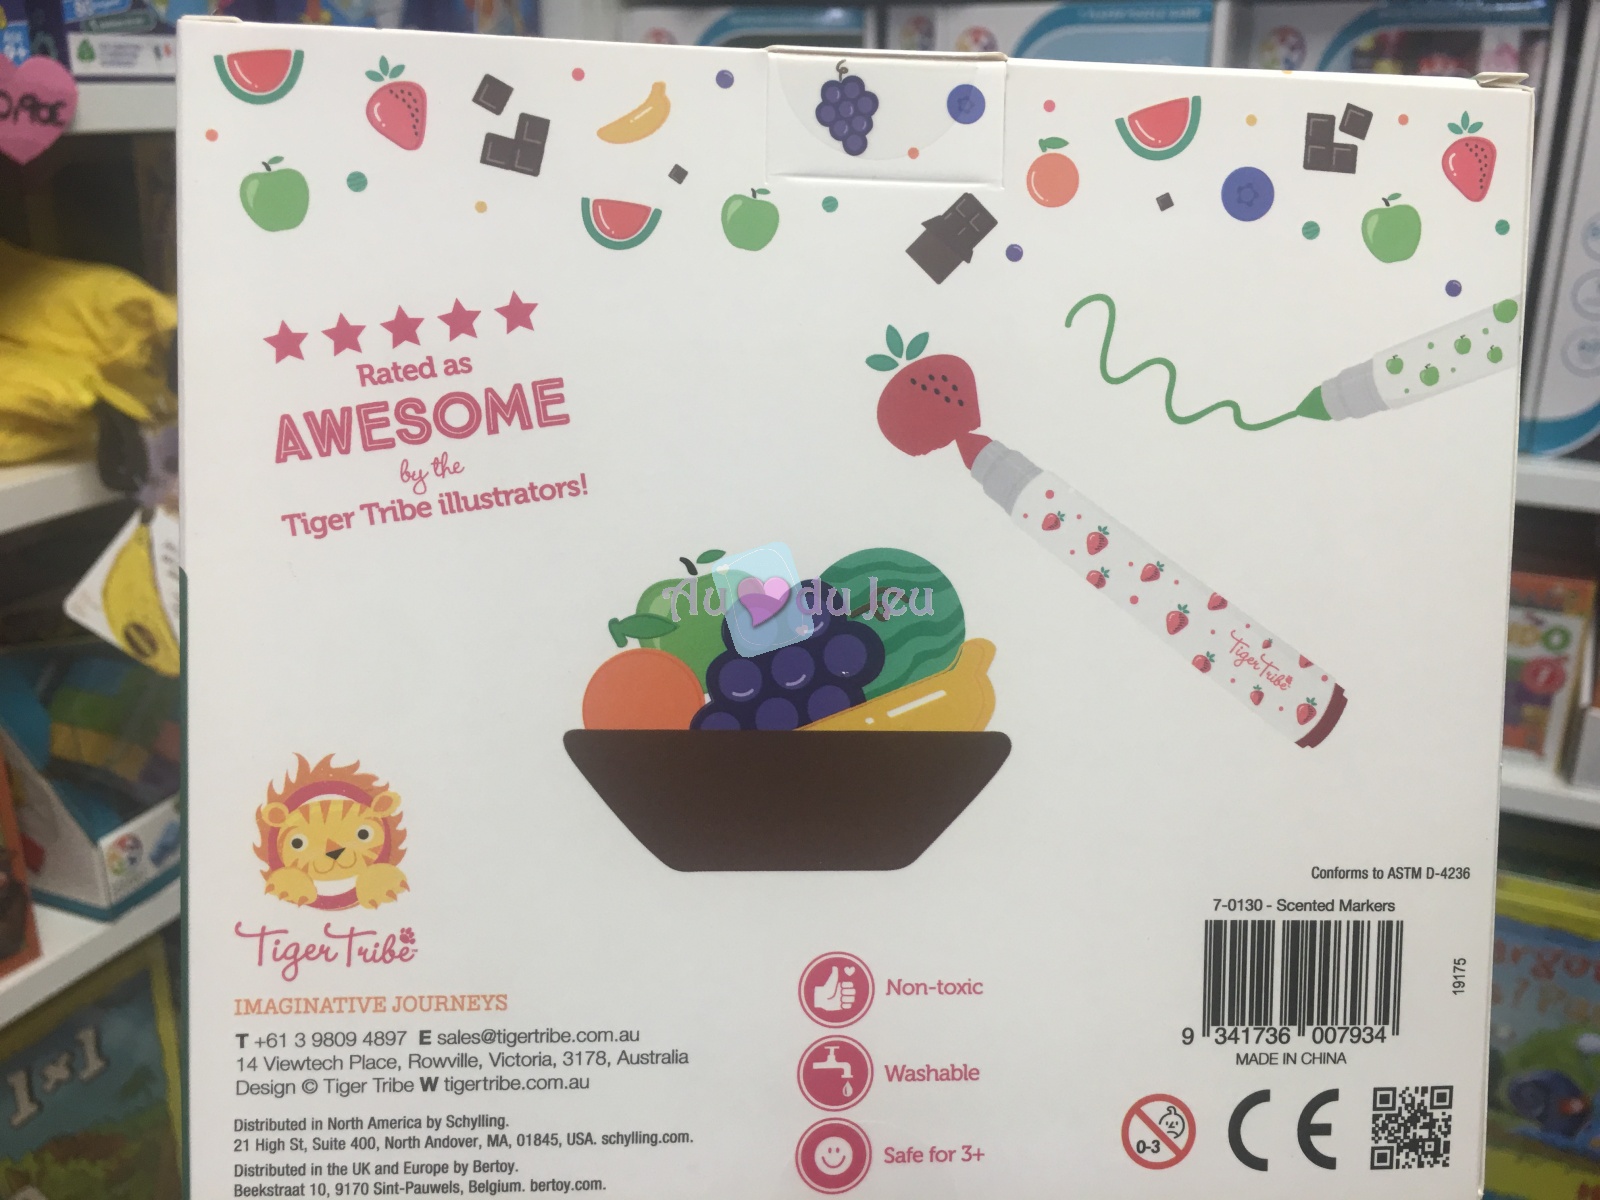 0,90€
Rated as
AWESOME
by the
Tiger Tribe illustrators!
Au du Jeu
Tiger Tribe
Tiger Tribe
IMAGINATIVE JOURNEYS
T +61 3 9809 4897 E sales@tigertribe.com.au
14 Viewtech Place, Rowville, Victoria, 3178, Australia
Design © Tiger Tribe W tigertribe.com.au
Distributed in North America by Schylling.
21 High St, Suite 400, North Andover, MA, 01845, USA. schylling.com.
Distributed in the UK and Europe by Bertoy.
Beekstraat 10, 9170 Sint-Pauwels, Belgium. bertoy.com.
Non-toxic
Washable
Safe for 3+
Conforms to ASTM D-4236
7-0130 - Scented Markers
19175
9 341736 007934
MADE IN CHINA
0-3
CE
1x1